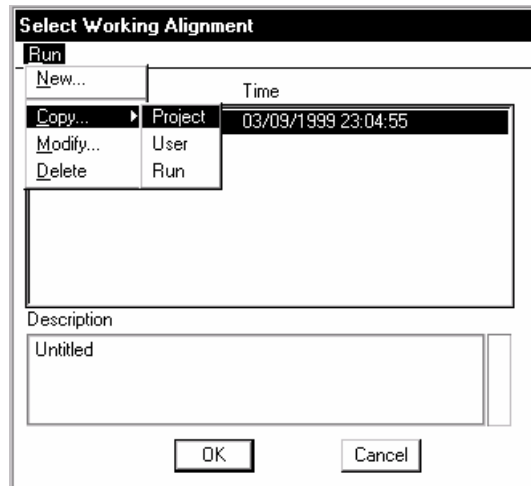 Select Working Alignment
Run
New...
Time
Copy... Project 03/09/1999 23:04:55
Modify... User
Delete Run
Description
Untitled
OK Cancel